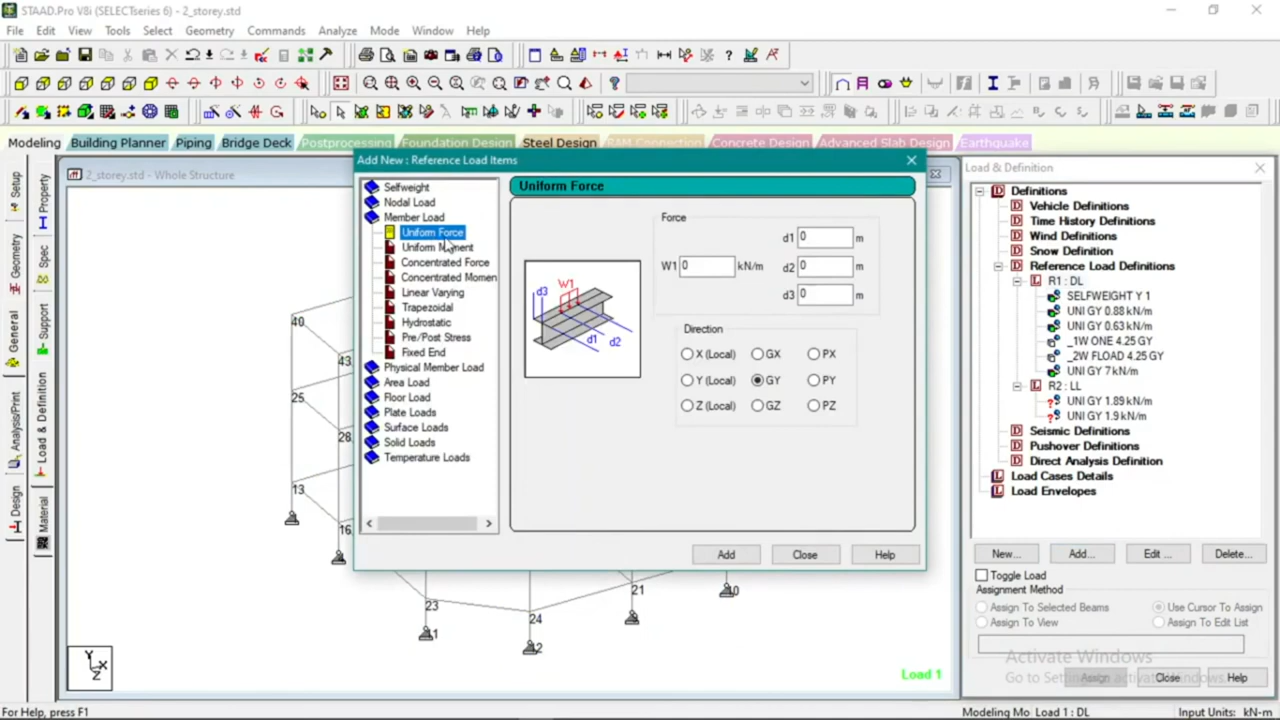 STAAD.Pro V8i (SELECTseries 6) - 2_storey.std
File Edit View Tools Select Geometry Commands Analyze Mode Window Help
Modeling Building Planner Piping Bridge Deck Postprocessing Foundation Design Steel Design RAM Connection Concrete Design Advanced Slab Design Earthquake
Setup
Geometry
General
Analysis/Print
Design
Property
Spec
Support
Load & Definition
Material
2_storey.std - Whole Structure
40
43
25
28
13
16
23
24
21
Load 1
Y
X
Z
Add New : Reference Load Items
Selfweight
Nodal Load
Member Load
Uniform Force
Uniform Moment
Concentrated Force
Concentrated Momen
Linear Varying
Trapezoidal
Hydrostatic
Pre/Post Stress
Fixed End
Physical Member Load
Area Load
Floor Load
Plate Loads
Surface Loads
Solid Loads
Temperature Loads
Uniform Force
W1
d3
d1
d2
Force
d1 0 m
W1 0 kN/m
d2 0 m
d3 0 m
Direction
X (Local) GX PX
Y (Local) GY PY
Z (Local) GZ PZ
Add Close Help
Load & Definition
Definitions
Vehicle Definitions
Time History Definitions
Wind Definitions
Snow Definition
Reference Load Definitions
R1 : DL
SELFWEIGHT Y 1
UNI GY 0.88 kN/m
UNI GY 0.63 kN/m
_1W ONE 4.25 GY
_2W FLOAD 4.25 GY
UNI GY 7 kN/m
R2 : LL
UNI GY 1.89 kN/m
UNI GY 1.9 kN/m
Seismic Definitions
Pushover Definitions
Direct Analysis Definition
Load Cases Details
Load Envelopes
New... Add... Edit ... Delete...
Toggle Load
Assignment Method
Assign To Selected Beams Use Cursor To Assign
Assign To View Assign To Edit List
Activate Windows
Go to Settings to activate Windows.
Assign Close Help
For Help, press F1
Modeling Mo Load 1 : DL Input Units: kN-m